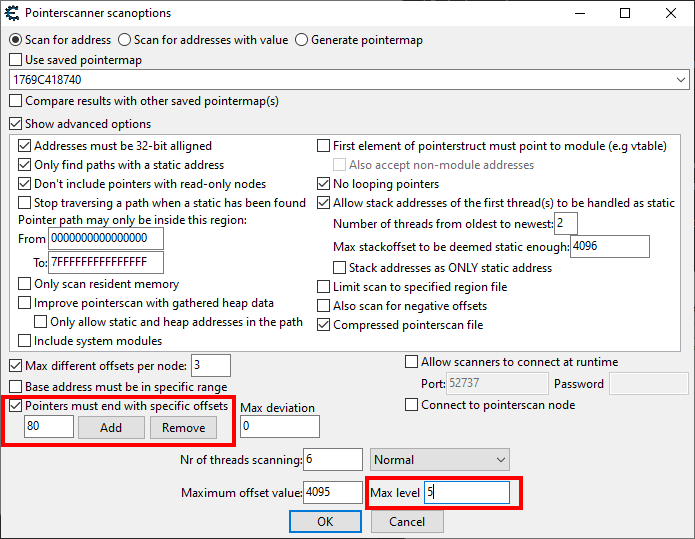 Pointerscanner scanoptions
Scan for address Scan for addresses with value Generate pointermap
Use saved pointermap
1769C418740
Compare results with other saved pointermap(s)
Show advanced options
Addresses must be 32-bit alligned
Only find paths with a static address
Don't include pointers with read-only nodes
Stop traversing a path when a static has been found
Pointer path may only be inside this region:
From 0000000000000000
To: 7FFFFFFFFFFFFFFF
Only scan resident memory
Improve pointerscan with gathered heap data
Only allow static and heap addresses in the path
Include system modules
First element of pointerstruct must point to module (e.g vtable)
Also accept non-module addresses
No looping pointers
Allow stack addresses of the first thread(s) to be handled as static
Number of threads from oldest to newest: 2
Max stackoffset to be deemed static enough: 4096
Stack addresses as ONLY static address
Limit scan to specified region file
Also scan for negative offsets
Compressed pointerscan file
Max different offsets per node: 3
Base address must be in specific range
Pointers must end with specific offsets
80 Add Remove
Max deviation
0
Allow scanners to connect at runtime
Port: 52737 Password
Connect to pointerscan node
Nr of threads scanning: 6 Normal
Maximum offset value: 4095 Max level 5
OK Cancel